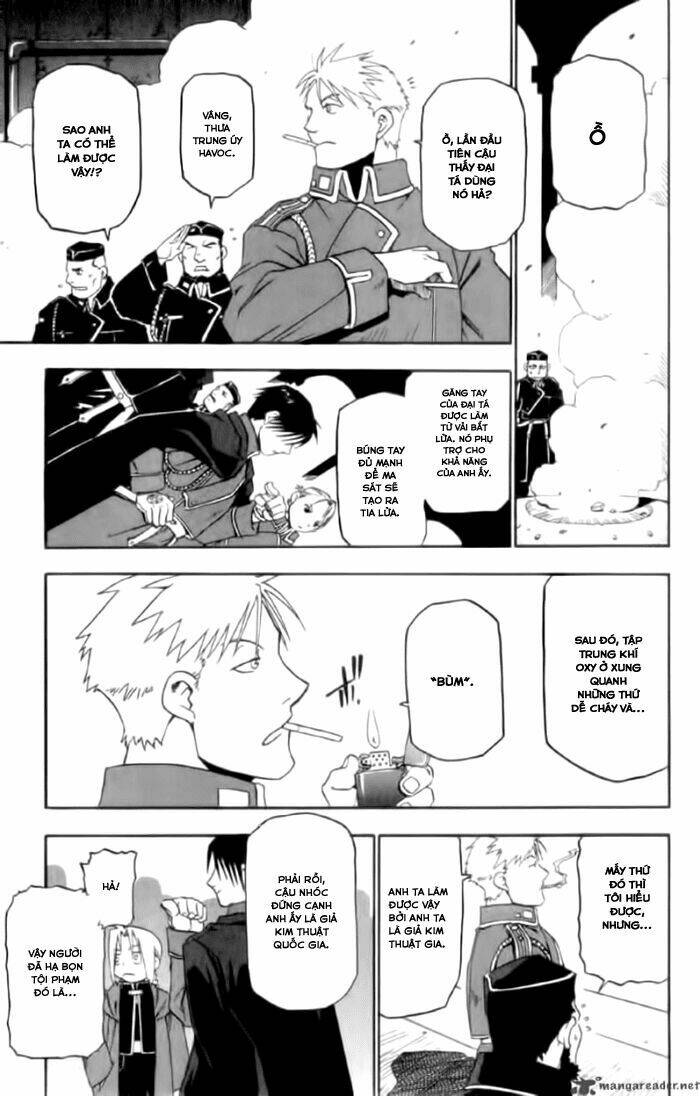 Ồ
Ồ, LẦN ĐẦU
TIÊN CẬU
THẤY ĐẠI
TÁ DÙNG
NÓ HẢ?
VÂNG,
THƯA
TRUNG ÚY
HAVOC.
SAO ANH
TA CÓ THỂ
LÀM ĐƯỢC
VẬY!?
GĂNG TAY
CỦA ĐẠI TÁ
ĐƯỢC LÀM
TỪ VẢI BẮT
LỬA. NÓ PHỤ
TRỢ CHO
KHẢ NĂNG
CỦA ANH ẤY.
BÚNG TAY
ĐỦ MẠNH
ĐỂ MA
SÁT SẼ
TẠO RA
TIA LỬA.
SAU ĐÓ, TẬP
TRUNG KHÍ
OXY Ở XUNG
QUANH
NHỮNG THỨ
DỄ CHÁY VÀ...
"BÙM".
MẤY THỨ
ĐÓ THÌ
TÔI HIỂU
ĐƯỢC,
NHƯNG...
ANH TA LÀM
ĐƯỢC VẬY
BỞI ANH TA
LÀ GIẢ KIM
THUẬT GIA.
PHẢI RỒI,
CẬU NHÓC
ĐỨNG CẠNH
ANH ẤY LÀ GIẢ
KIM THUẬT
QUỐC GIA.
HẢ!
VẬY NGƯỜI
ĐÃ HẠ BỌN
TỘI PHẠM
ĐÓ LÀ...
mangareader.net